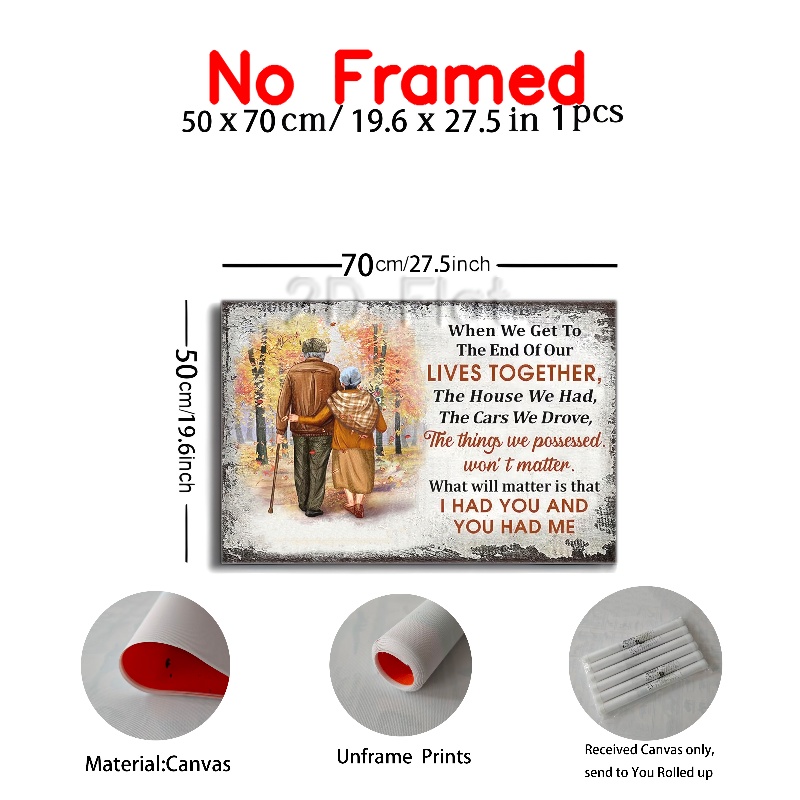 No Framed
50 x 70 cm/ 19.6 x 27.5 in 1pcs
70cm/27.5inch
2D Flat
50cm/19.6inch
When We Get To
The End Of Our
LIVES TOGETHER,
The House We Had,
The Cars We Drove,
The things we possessed
won't matter.
What will matter is that
I HAD YOU AND
YOU HAD ME
Material:Canvas
Unframe Prints
Received Canvas only,
send to You Rolled up